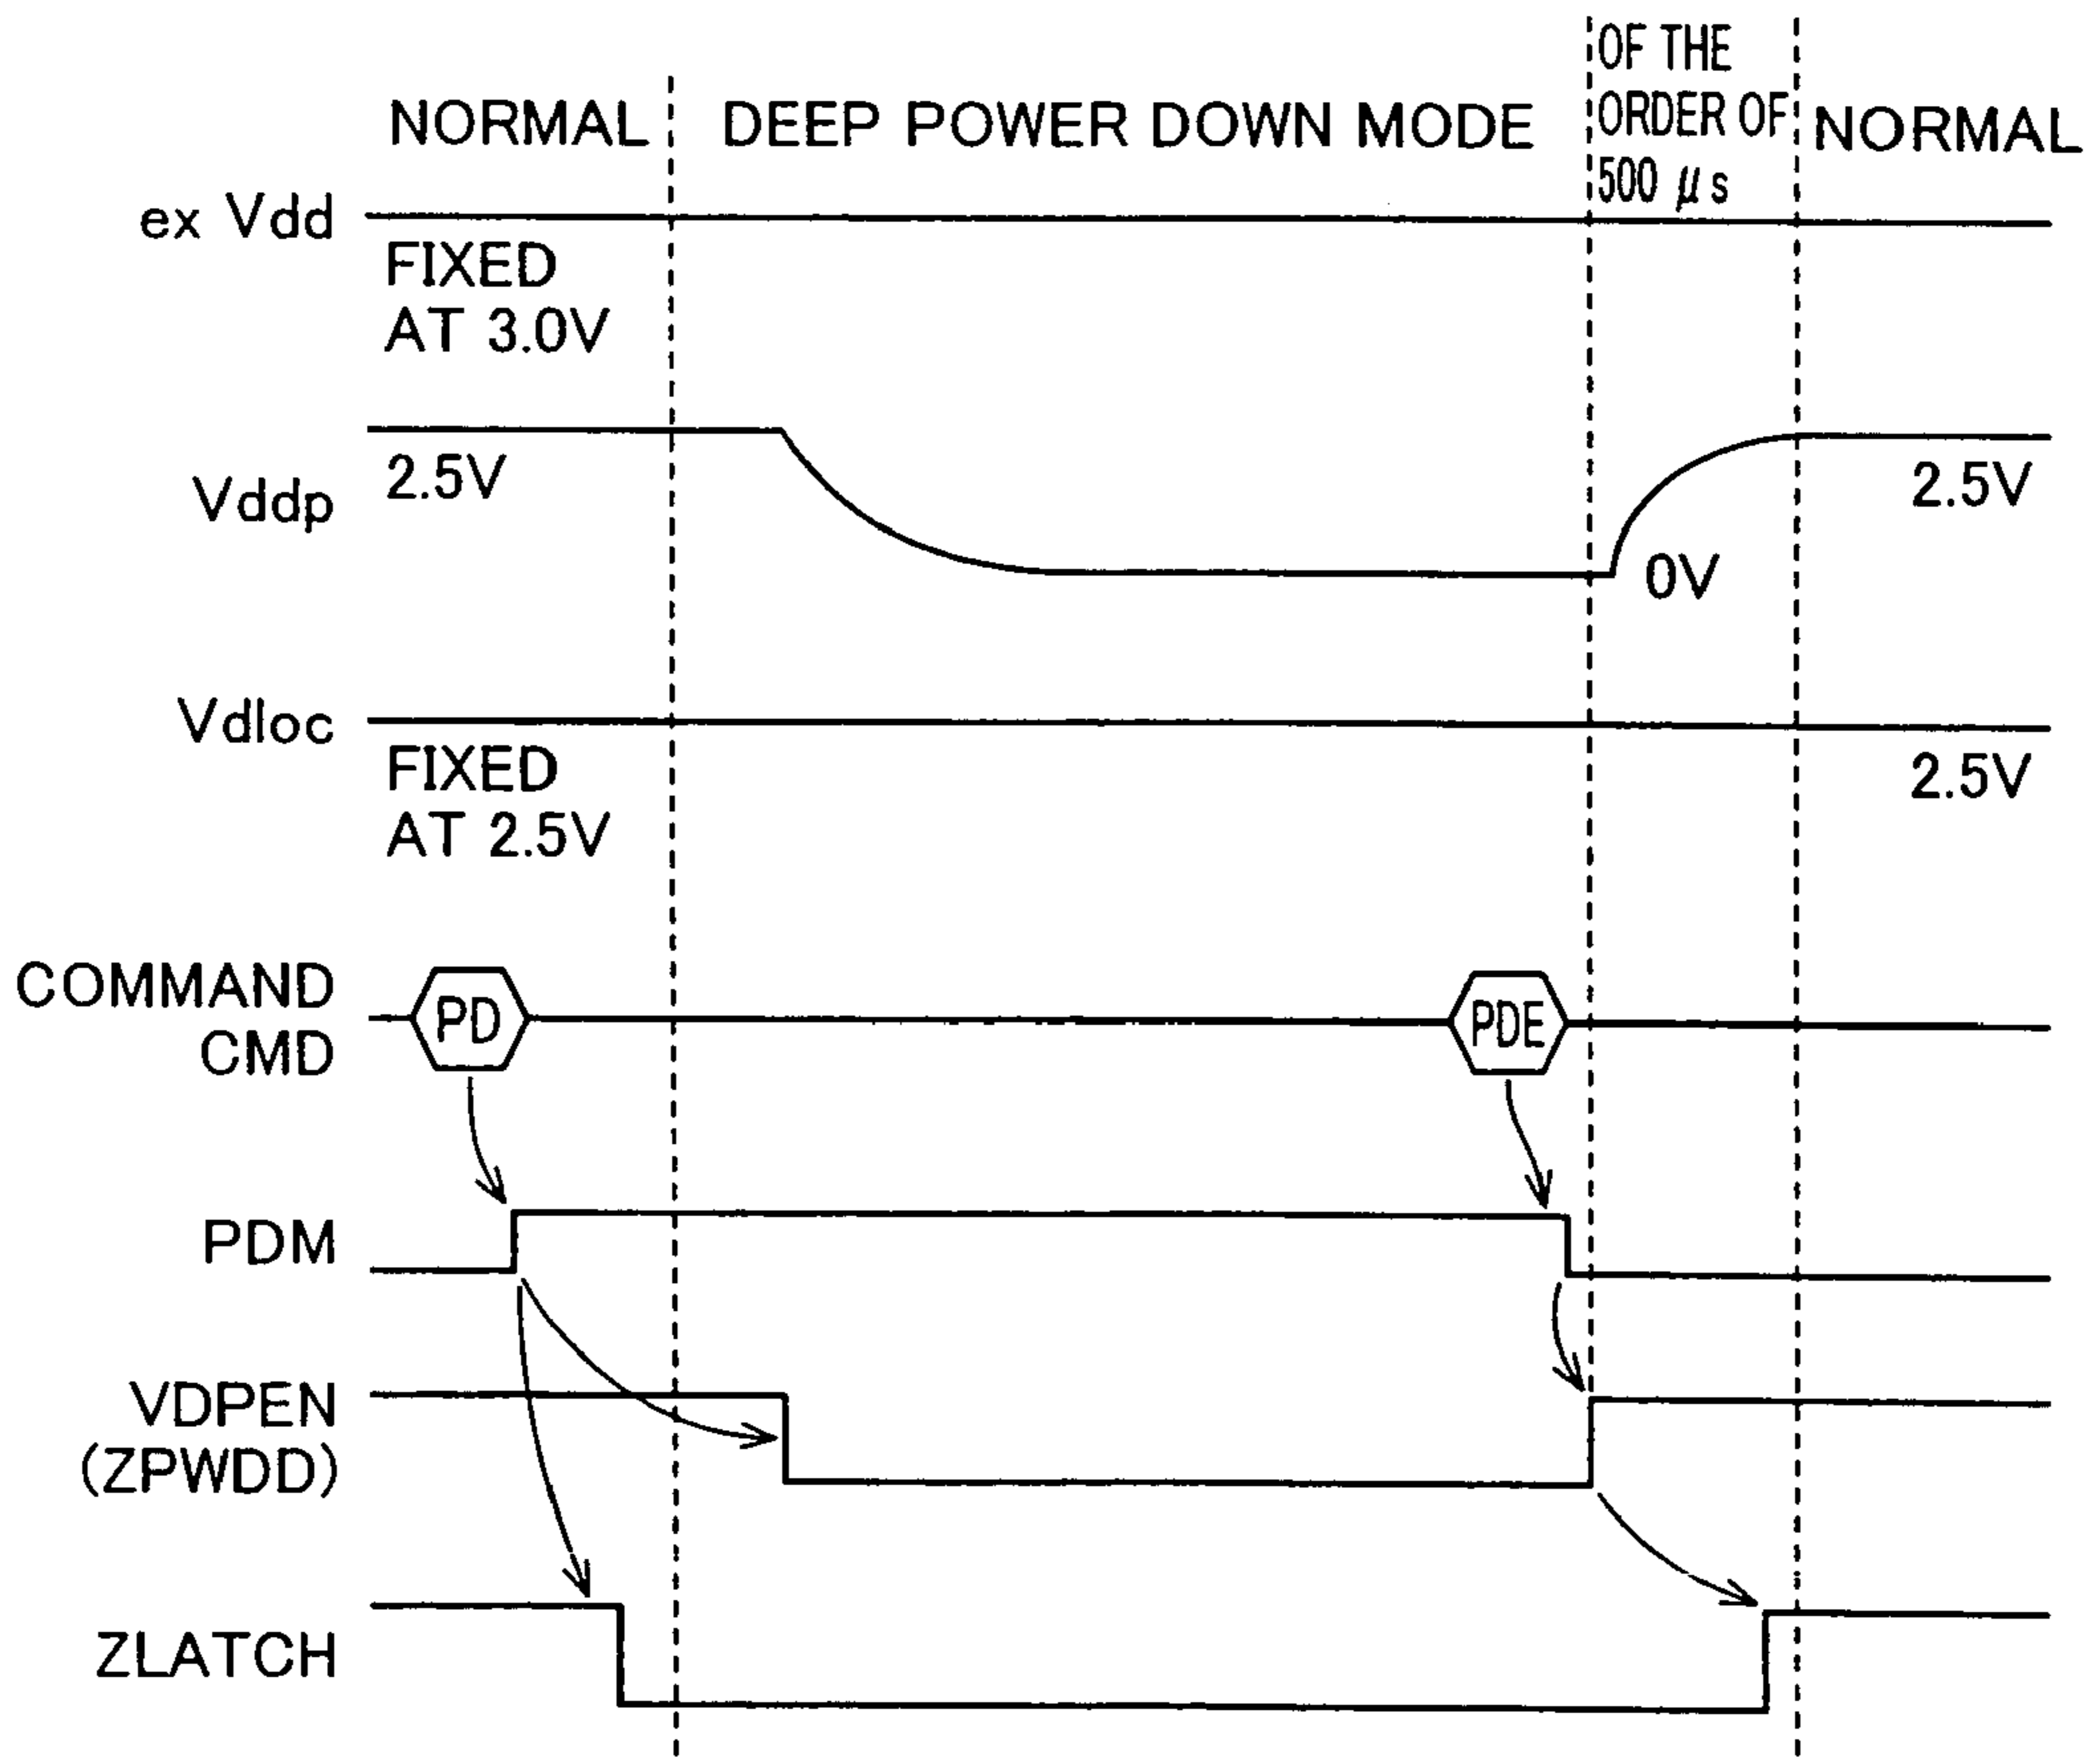 OF THE
ORDER OF
500 μs
NORMAL
DEEP POWER DOWN MODE
NORMAL
ex Vdd
FIXED
AT 3.0V
Vddp
2.5V
2.5V
0V
Vdloc
FIXED
AT 2.5V
2.5V
COMMAND
CMD
PD
PDE
PDM
VDPEN
(ZPWDD)
ZLATCH